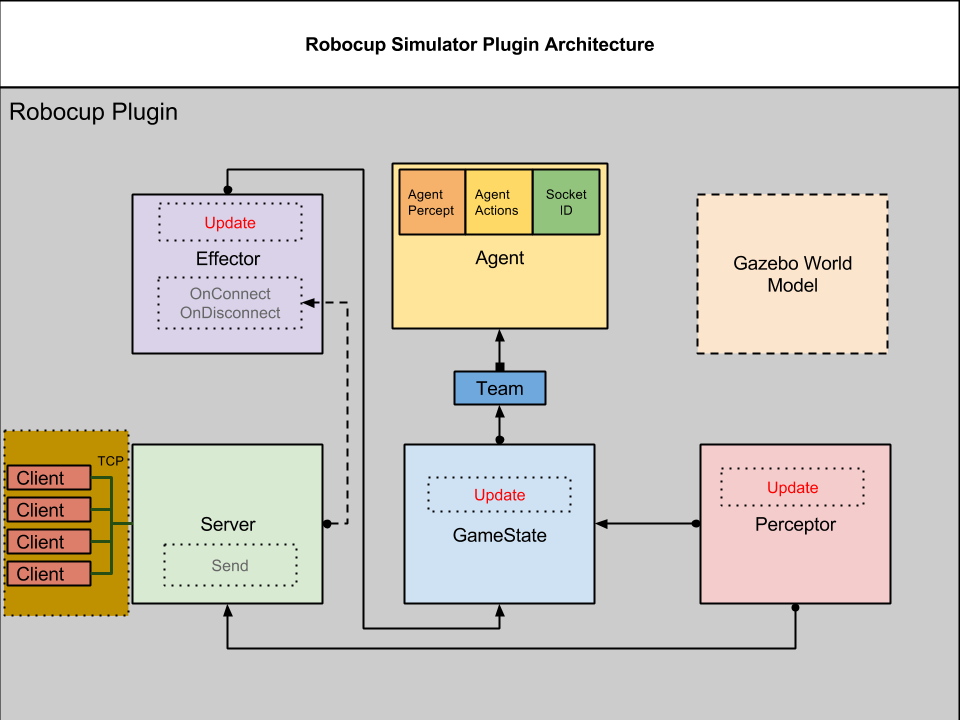 Robocup Simulator Plugin Architecture
Robocup Plugin
Update
Effector
OnConnect
OnDisconnect
Agent
Percept
Agent
Actions
Socket
ID
Agent
Gazebo World
Model
Team
TCP
Client
Client
Client
Client
Server
Send
Update
GameState
Update
Perceptor